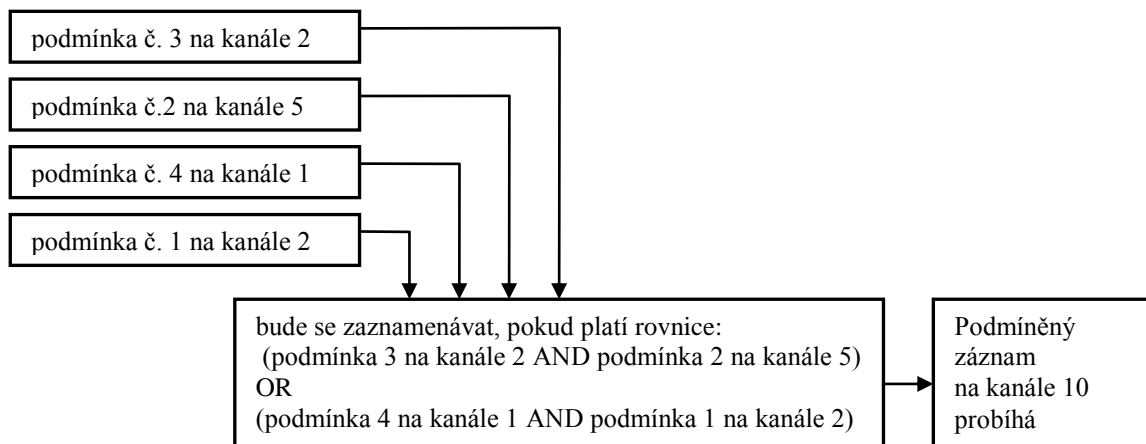 podmínka č. 3 na kanále 2
podmínka č.2 na kanále 5
podmínka č. 4 na kanále 1
podmínka č. 1 na kanále 2
bude se zaznamenávat, pokud platí rovnice:
(podmínka 3 na kanále 2 AND podmínka 2 na kanále 5)
OR
(podmínka 4 na kanále 1 AND podmínka 1 na kanále 2)
Podmíněný
záznam
na kanále 10
probíhá